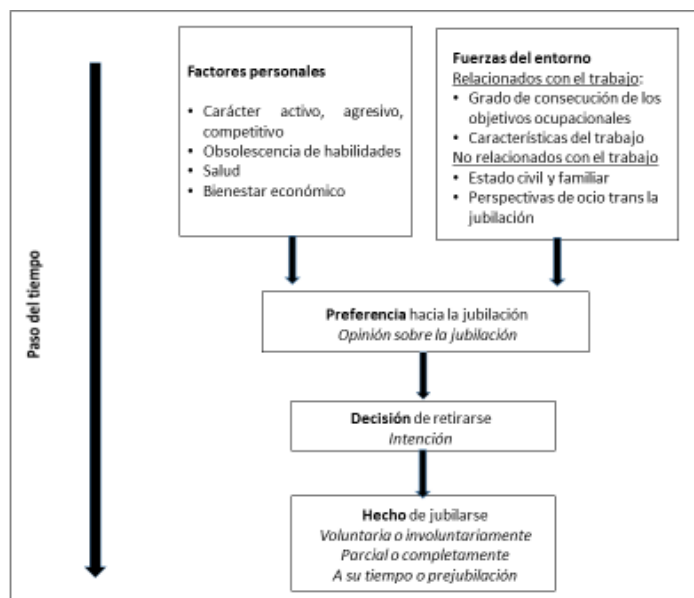 Paso del tiempo
Factores personales
• Carácter activo, agresivo,
competitivo
• Obsolescencia de habilidades
• Salud
• Bienestar económico
Fuerzas del entorno
Relacionados con el trabajo:
• Grado de consecución de los
objetivos ocupacionales
• Características del trabajo
No relacionados con el trabajo
• Estado civil y familiar
• Perspectivas de ocio trans la
jubilación
Preferencia hacia la jubilación
Opinión sobre la jubilación
Decisión de retirarse
Intención
Hecho de jubilarse
Voluntaria o involuntariamente
Parcial o completamente
A su tiempo o prejubilación